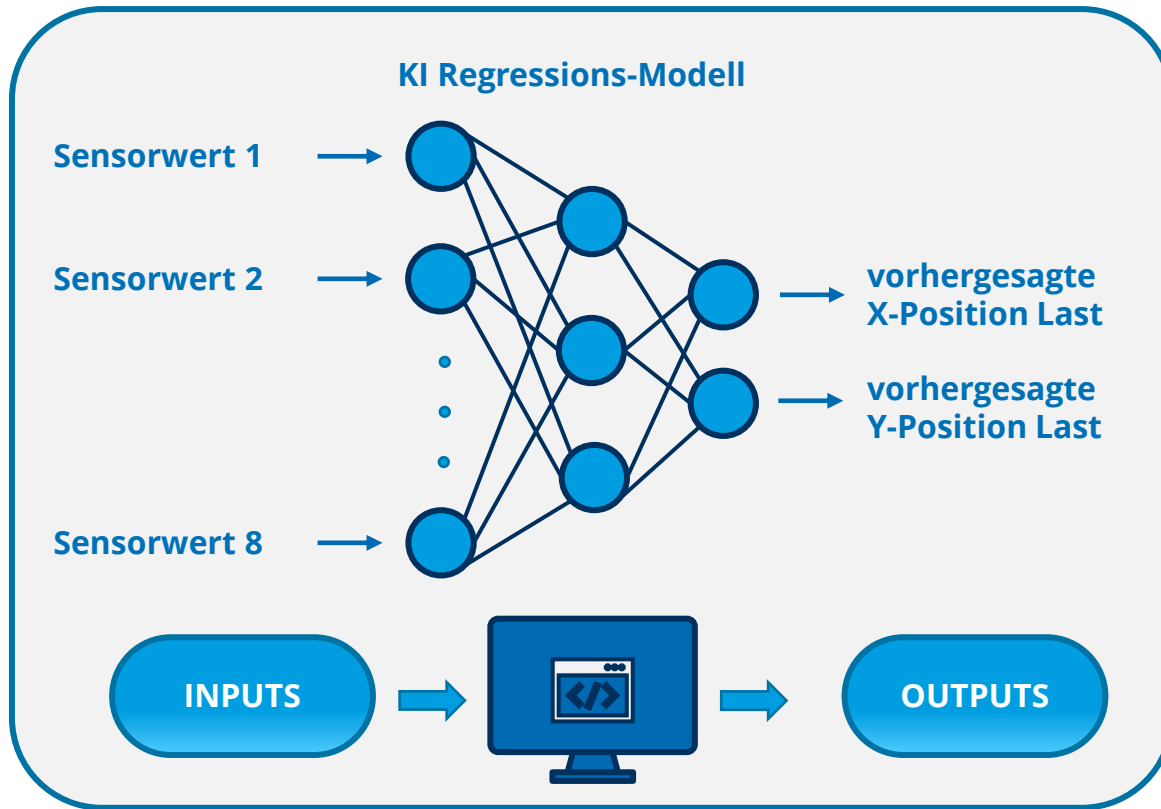 KI Regressions-Modell
Sensorwert 1
Sensorwert 2
Sensorwert 8
vorhergesagte
X-Position Last
vorhergesagte
Y-Position Last
INPUTS
</>
OUTPUTS